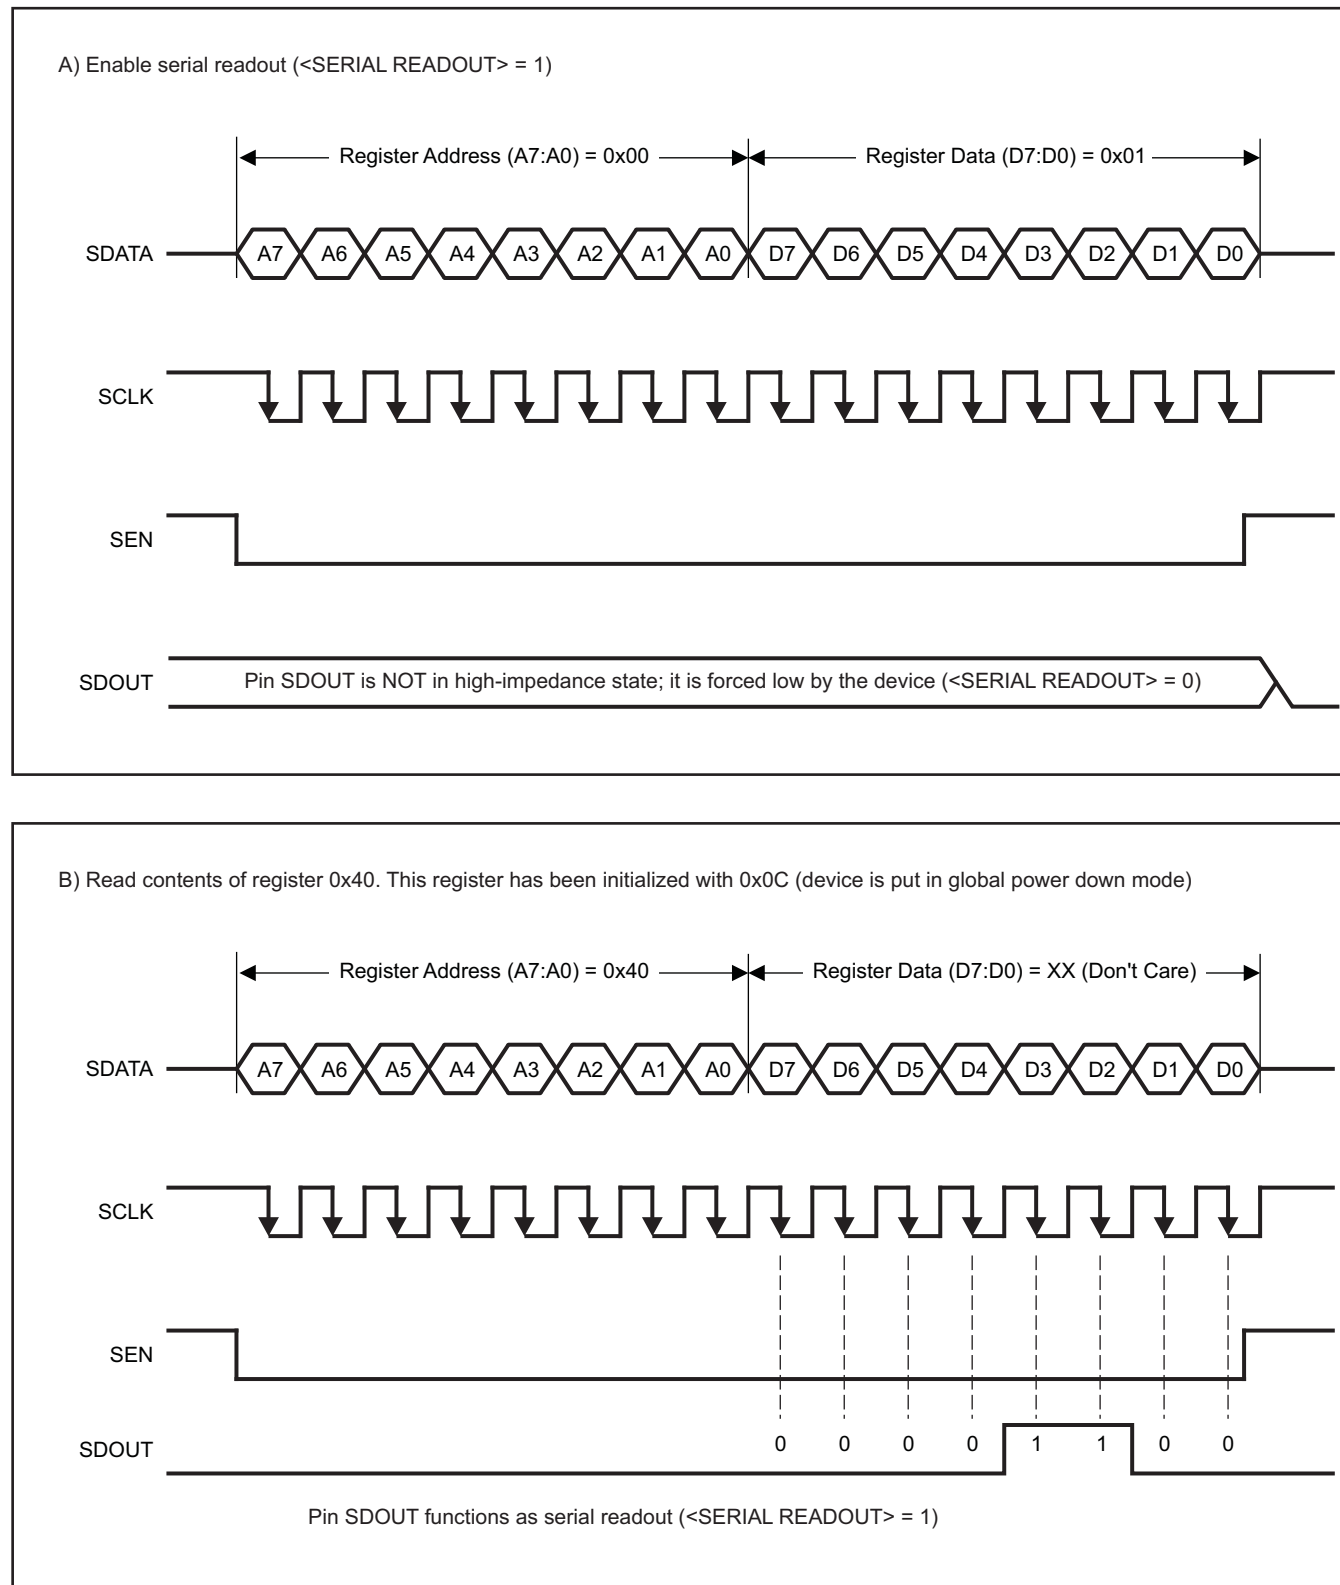 A) Enable serial readout (<SERIAL READOUT> = 1)
Register Address (A7:A0) = 0x00 Register Data (D7:D0) = 0x01
SDATA A7 A6 A5 A4 A3 A2 A1 A0 D7 D6 D5 D4 D3 D2 D1 D0
SCLK
SEN
SDOUT Pin SDOUT is NOT in high-impedance state; it is forced low by the device (<SERIAL READOUT> = 0)
B) Read contents of register 0x40. This register has been initialized with 0x0C (device is put in global power down mode)
Register Address (A7:A0) = 0x40 Register Data (D7:D0) = XX (Don't Care)
SDATA A7 A6 A5 A4 A3 A2 A1 A0 D7 D6 D5 D4 D3 D2 D1 D0
SCLK
SEN
SDOUT 0 0 0 0 1 1 0 0
Pin SDOUT functions as serial readout (<SERIAL READOUT> = 1)